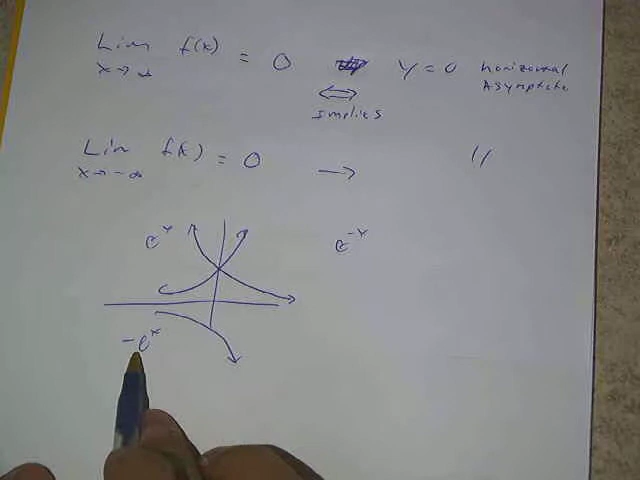 Lim f(x) = 0 y = 0 horizontal
x → ∞ Asymptote
⟺
Implies
Lim f(x) = 0 → "
x → -∞
e^x e^-x
-e^x